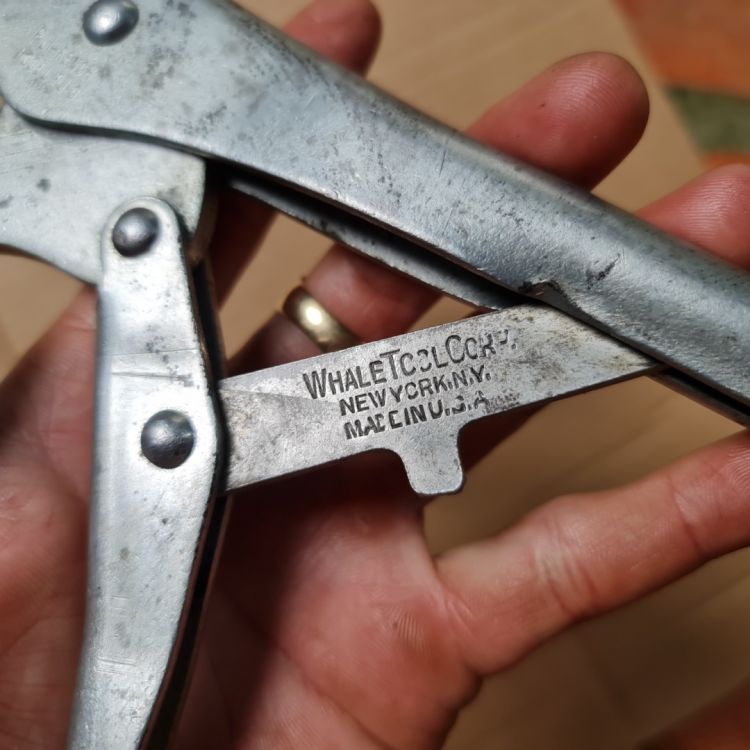 WHALE TOOL CORP.
NEW YORK, N.Y.
MADE IN U.S.A.